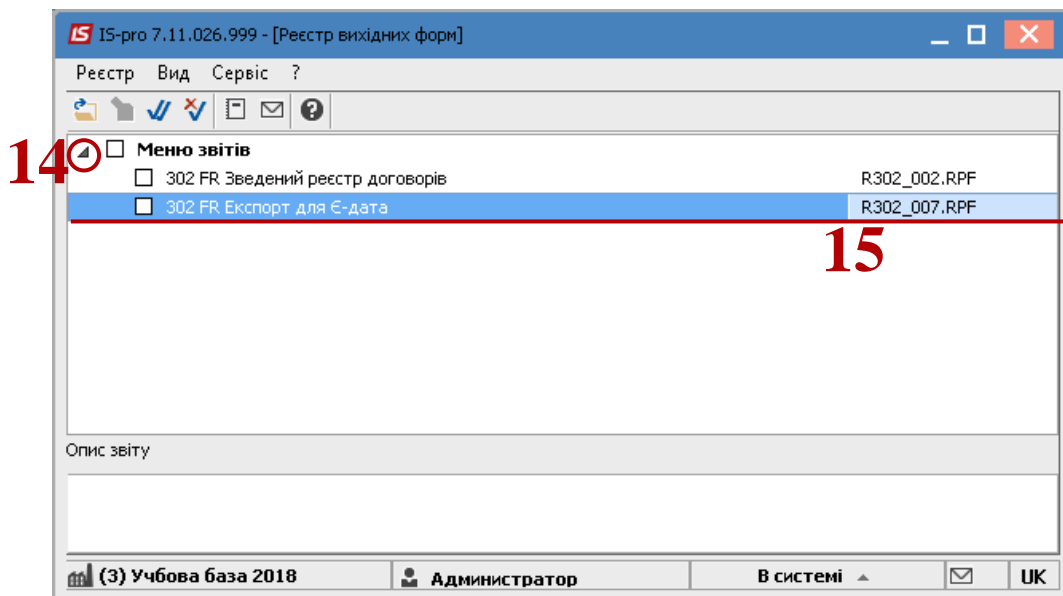 IS IS-pro 7.11.026.999 - [Реєстр вихідних форм]
Реєстр Вид Сервіс ?
14 Меню звітів
302 FR Зведений реєстр договорів R302_002.RPF
302 FR Експорт для Є-дата R302_007.RPF
15
Опис звіту
(3) Учбова база 2018 Администратор В системі UK